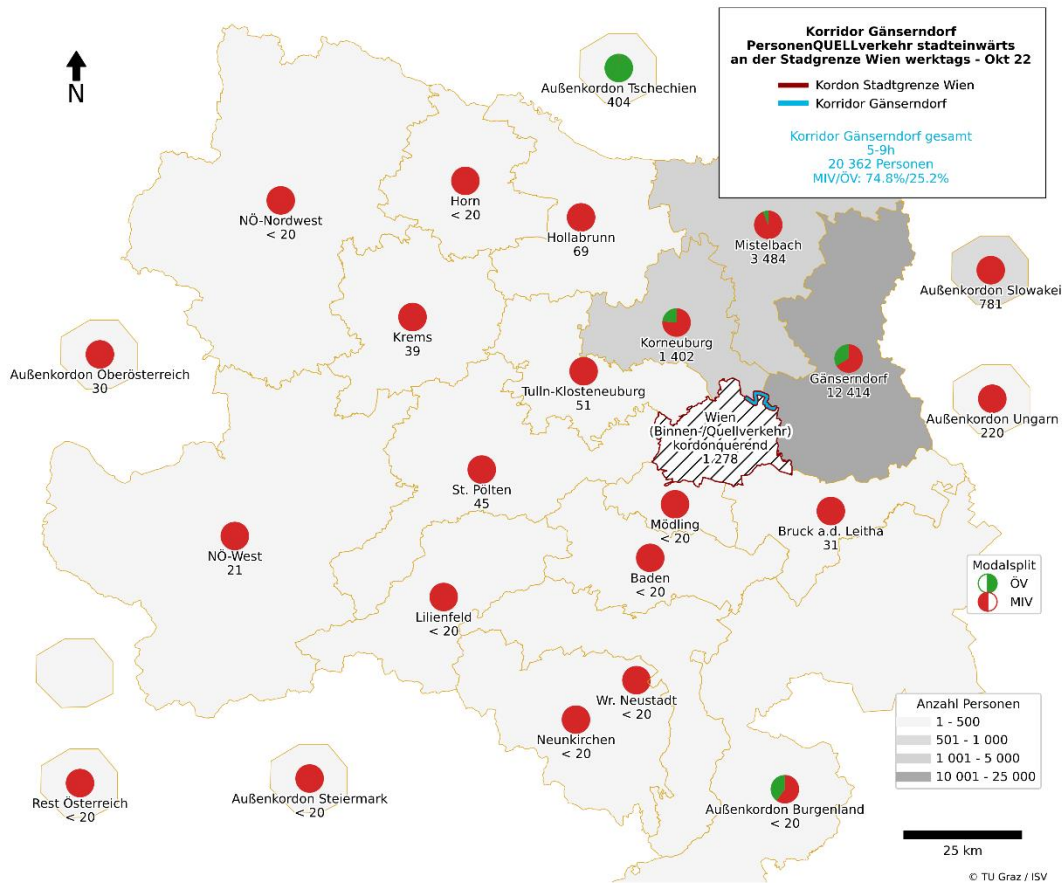 Korridor Gänserndorf
PersonenQUELLverkehr stadteinwärts
an der Stadgrenze Wien werktags - Okt 22
Kordon Stadtgrenze Wien
Korridor Gänserndorf
Korridor Gänserndorf gesamt
5-9h
20 362 Personen
MIV/ÖV: 74.8%/25.2%
N
Außenkordon Tschechien
404
NÖ-Nordwest
< 20
Horn
< 20
Hollabrunn
69
Mistelbach
3 484
Außenkordon Slowakei
781
Krems
39
Korneuburg
1 402
Außenkordon Oberösterreich
30
Tulln-Klosteneuburg
51
Gänserndorf
12 414
Außenkordon Ungarn
220
Wien
(Binnen-/Quellverkehr)
kordonquerend
1 278
St. Pölten
45
Mödling
< 20
Bruck a.d. Leitha
31
NÖ-West
21
Baden
< 20
Lilienfeld
< 20
Modalsplit
ÖV
MIV
Wr. Neustadt
< 20
Neunkirchen
< 20
Anzahl Personen
1 - 500
501 - 1 000
1 001 - 5 000
10 001 - 25 000
Rest Österreich
< 20
Außenkordon Steiermark
< 20
Außenkordon Burgenland
< 20
25 km
© TU Graz / ISV